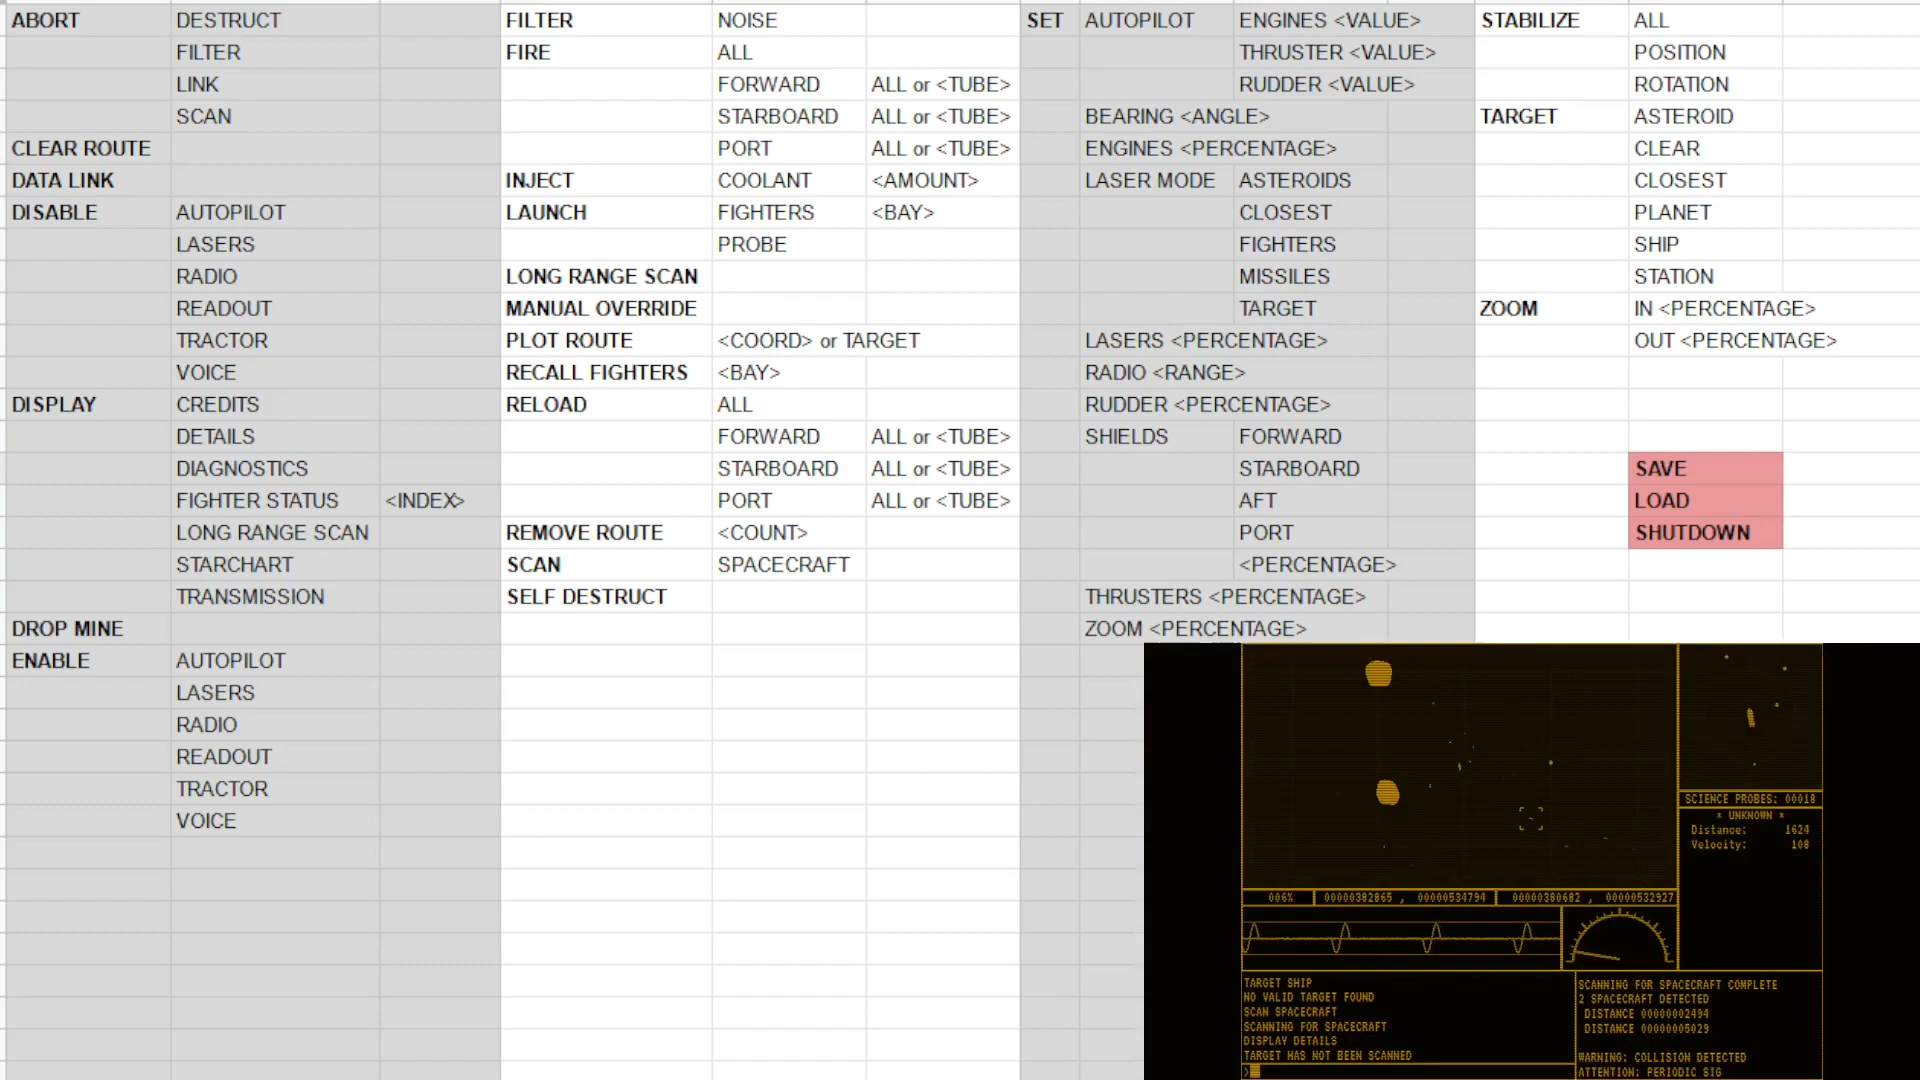 ABORT DESTRUCT FILTER NOISE SET AUTOPILOT ENGINES <VALUE> STABILIZE ALL
FILTER FIRE ALL THRUSTER <VALUE> POSITION
LINK FORWARD ALL or <TUBE> RUDDER <VALUE> ROTATION
SCAN STARBOARD ALL or <TUBE> BEARING <ANGLE> TARGET ASTEROID
CLEAR ROUTE PORT ALL or <TUBE> ENGINES <PERCENTAGE> CLEAR
DATA LINK INJECT COOLANT <AMOUNT> LASER MODE ASTEROIDS CLOSEST
DISABLE AUTOPILOT LAUNCH FIGHTERS <BAY> CLOSEST PLANET
LASERS PROBE FIGHTERS SHIP
RADIO LONG RANGE SCAN MISSILES STATION
READOUT MANUAL OVERRIDE TARGET ZOOM IN <PERCENTAGE>
TRACTOR PLOT ROUTE <COORD> or TARGET LASERS <PERCENTAGE> OUT <PERCENTAGE>
VOICE RECALL FIGHTERS <BAY> RADIO <RANGE>
DISPLAY CREDITS RELOAD ALL RUDDER <PERCENTAGE>
DETAILS FORWARD ALL or <TUBE> SHIELDS FORWARD
DIAGNOSTICS STARBOARD ALL or <TUBE> STARBOARD SAVE
FIGHTER STATUS <INDEX> PORT ALL or <TUBE> AFT LOAD
LONG RANGE SCAN REMOVE ROUTE <COUNT> PORT SHUTDOWN
STARCHART SCAN SPACECRAFT <PERCENTAGE>
TRANSMISSION SELF DESTRUCT THRUSTERS <PERCENTAGE>
DROP MINE ZOOM <PERCENTAGE>
ENABLE AUTOPILOT
LASERS
RADIO
READOUT
TRACTOR
VOICE
SCIENCE PROBES: 00018
* UNKNOWN *
Distance: 1624
Velocity: 108
006% 00000382865 , 00000534794 00000380682 , 00000532927
TARGET SHIP
NO VALID TARGET FOUND
SCAN SPACECRAFT
SCANNING FOR SPACECRAFT
DISPLAY DETAILS
TARGET HAS NOT BEEN SCANNED
>
SCANNING FOR SPACECRAFT COMPLETE
2 SPACECRAFT DETECTED
DISTANCE 00000002494
DISTANCE 00000005029
WARNING: COLLISION DETECTED
ATTENTION: PERIODIC SIG